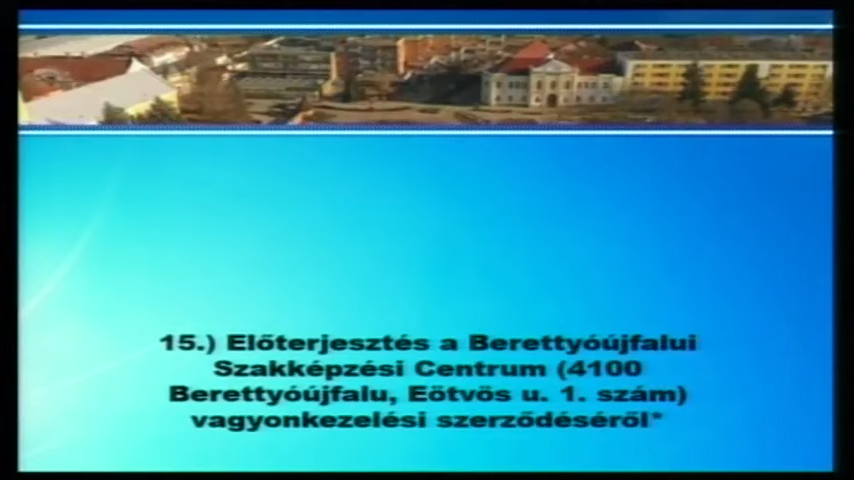 15.) Előterjesztés a Berettyóújfalui
Szakképzési Centrum (4100
Berettyóújfalu, Eötvös u. 1. szám)
vagyonkezelési szerződéséről*